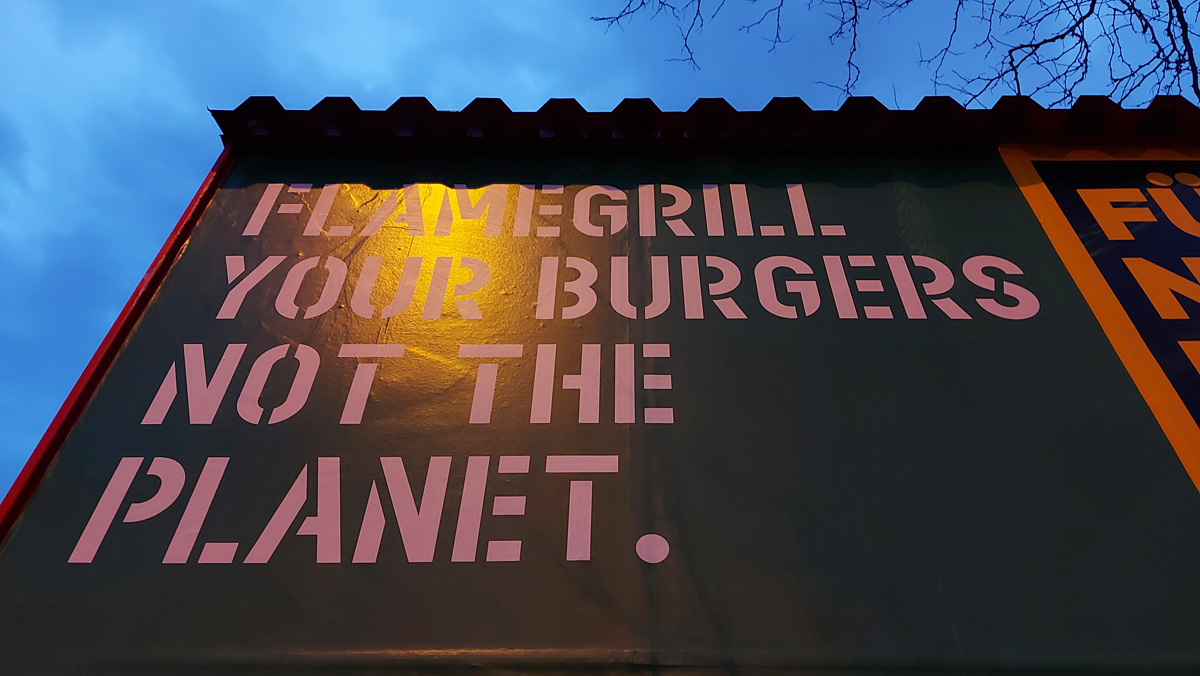 FLAMEGRILL
YOUR BURGERS
NOT THE
PLANET.